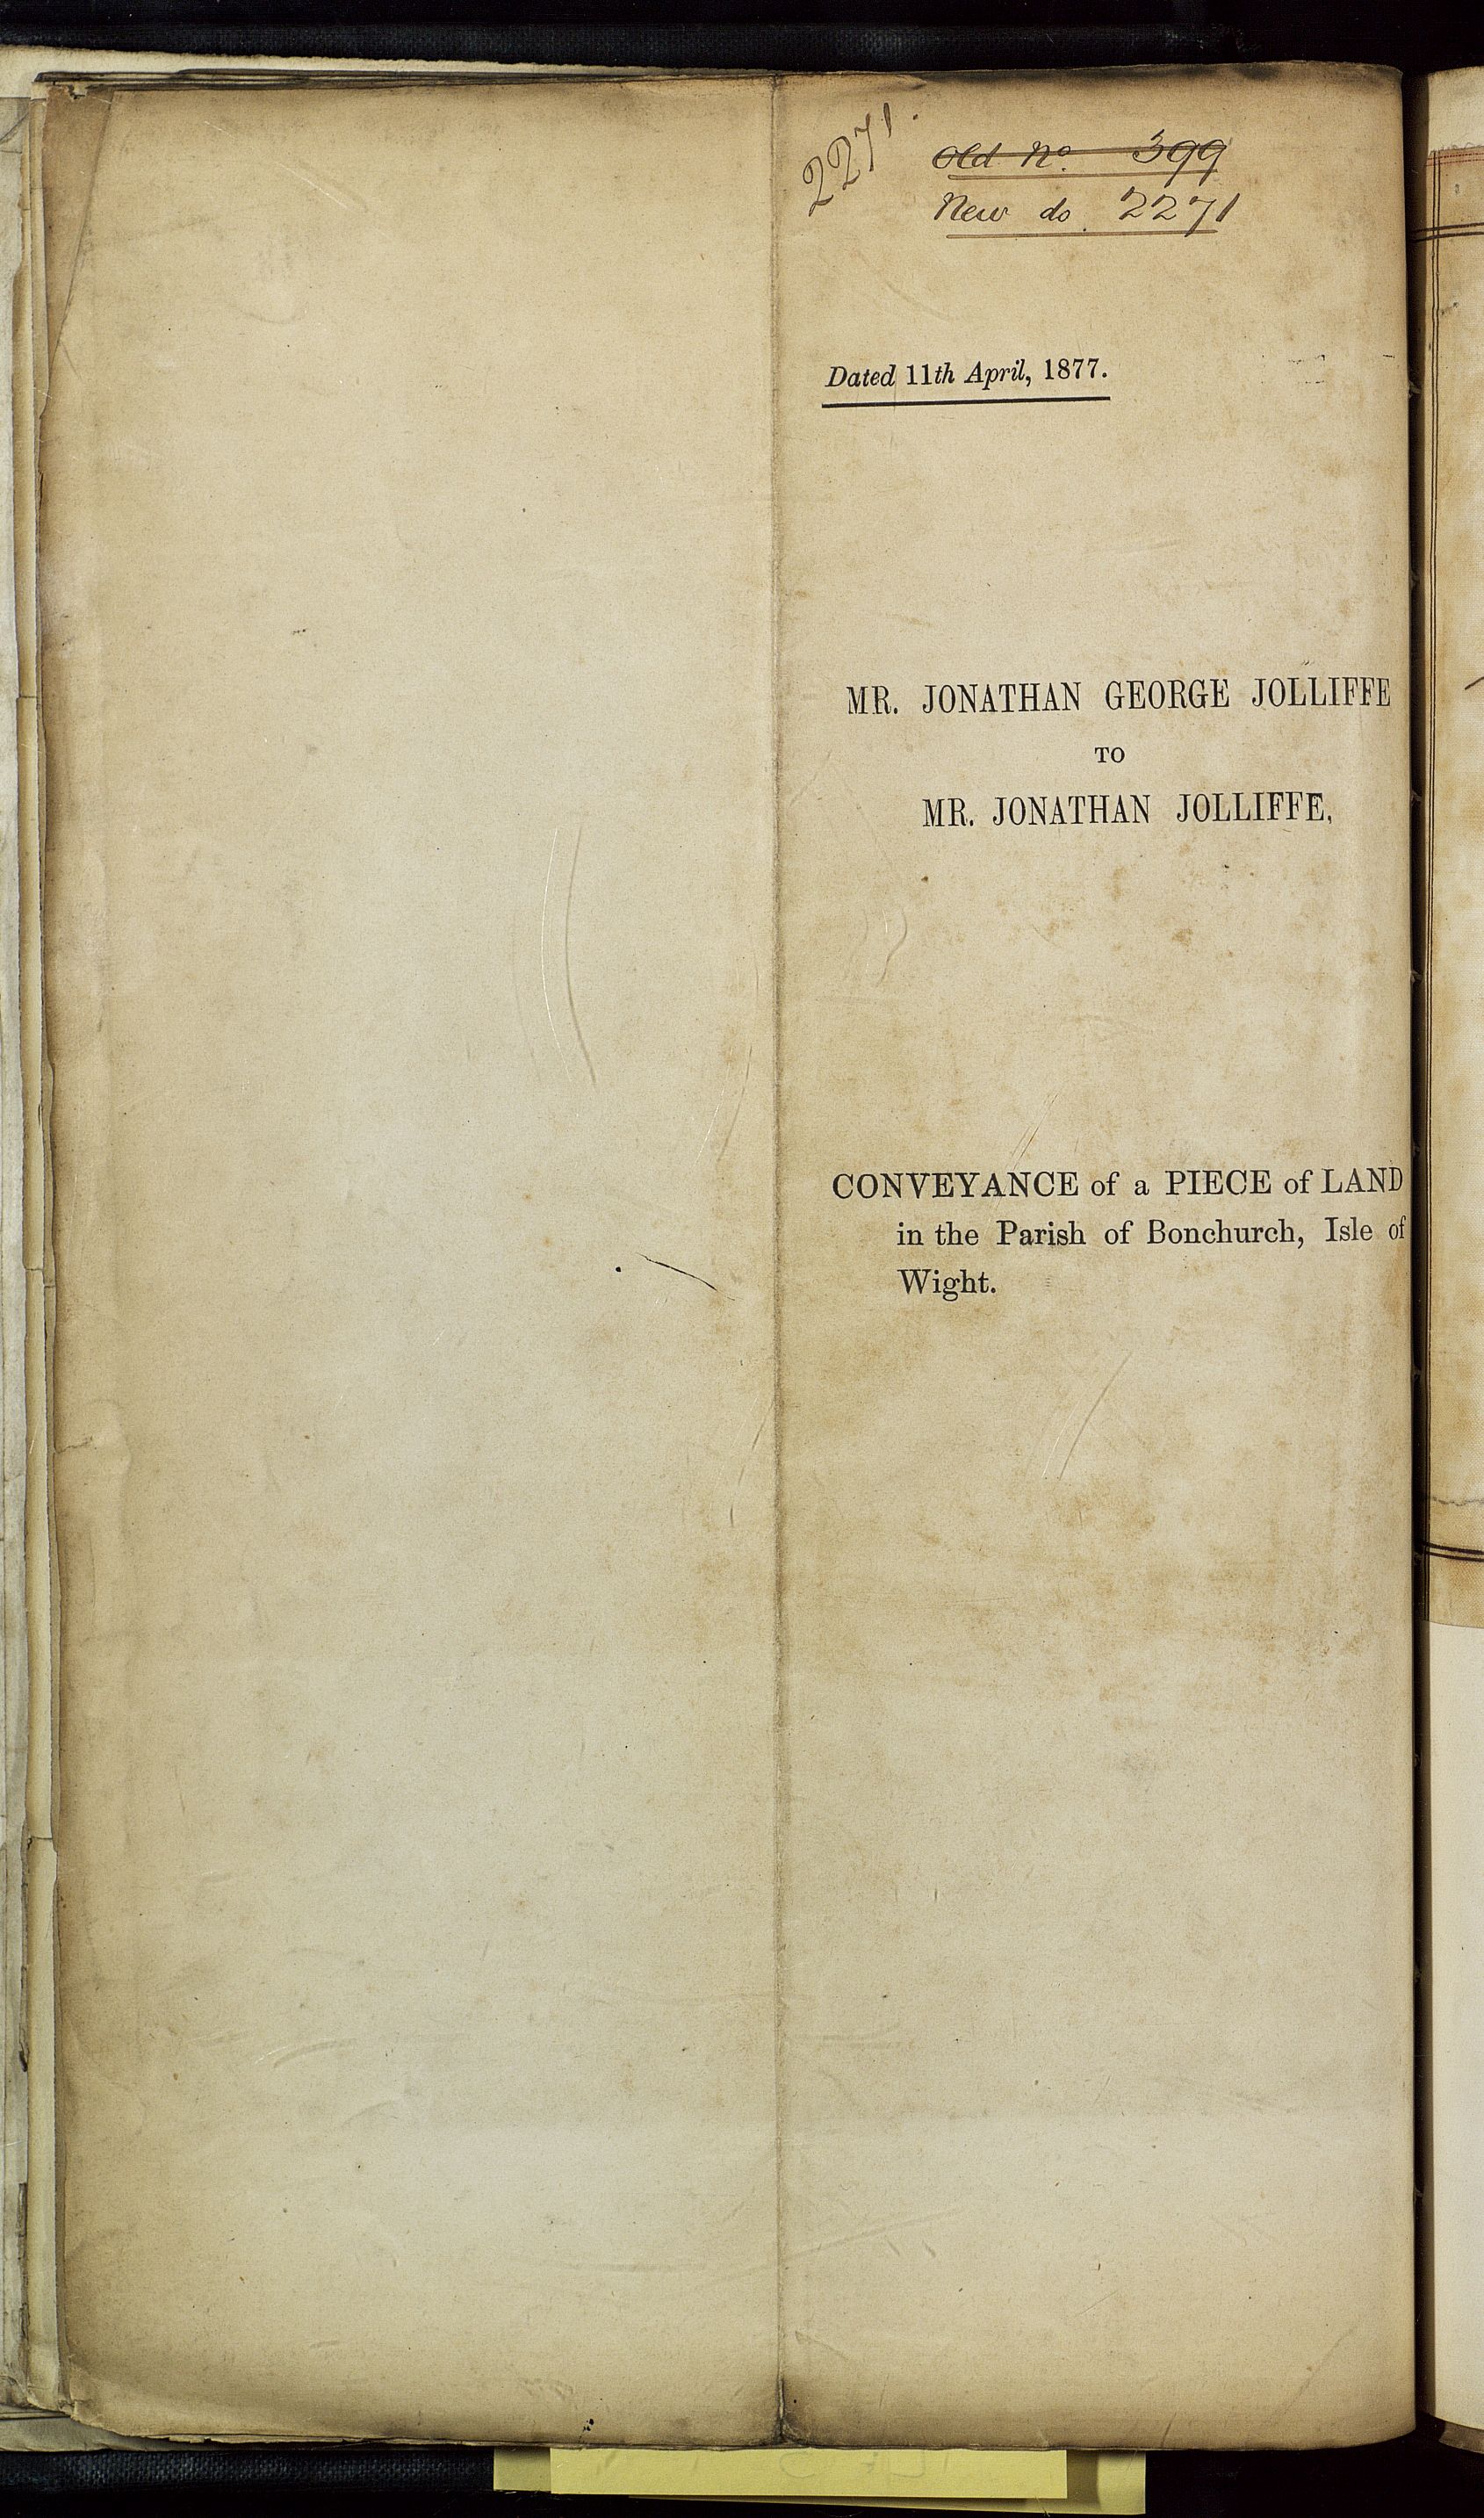 2271.
Old No. 399
New do. 2271
Dated 11th April, 1877.
MR. JONATHAN GEORGE JOLLIFFE
TO
MR. JONATHAN JOLLIFFE,
CONVEYANCE of a PIECE of LAND
in the Parish of Bonchurch, Isle of
Wight.